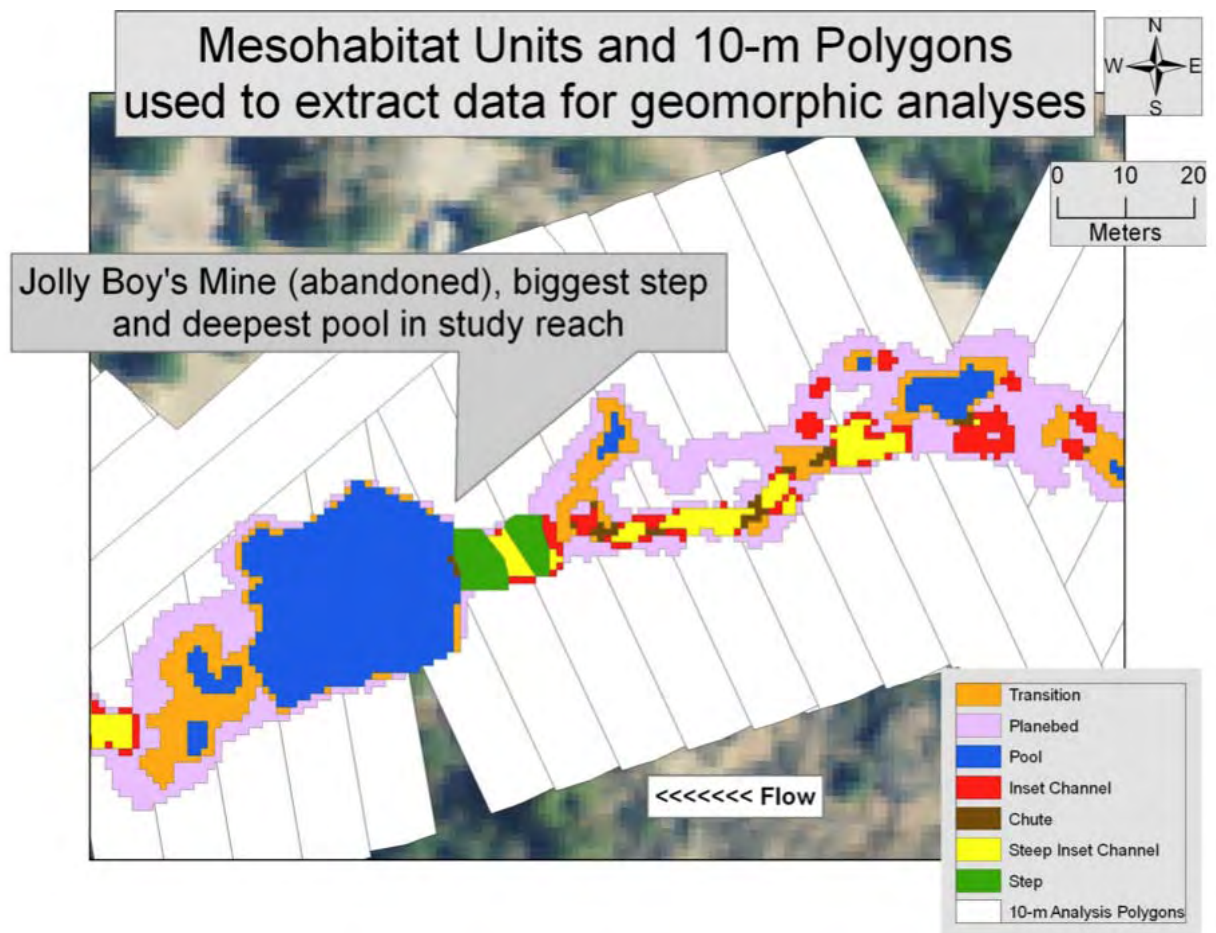 Mesohabitat Units and 10-m Polygons
used to extract data for geomorphic analyses
N
W E
S
0 10 20
Meters
Jolly Boy's Mine (abandoned), biggest step
and deepest pool in study reach
<<<<<<< Flow
Transition
Planebed
Pool
Inset Channel
Chute
Steep Inset Channel
Step
10-m Analysis Polygons